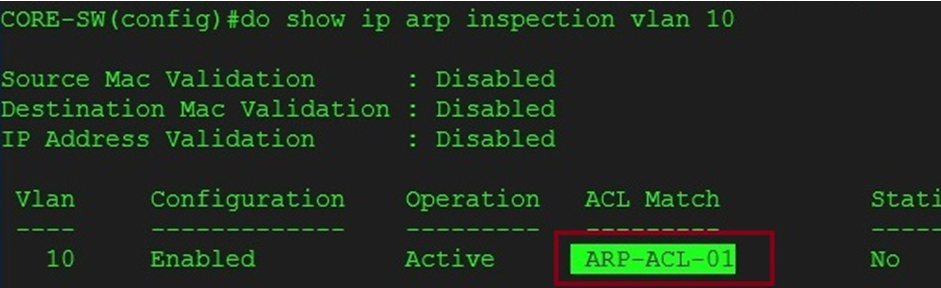 CORE-SW(config)#do show ip arp inspection vlan 10
Source Mac Validation : Disabled
Destination Mac Validation : Disabled
IP Address Validation : Disabled
Vlan Configuration Operation ACL Match Stati
---- ------------- --------- --------- -----
10 Enabled Active ARP-ACL-01 No